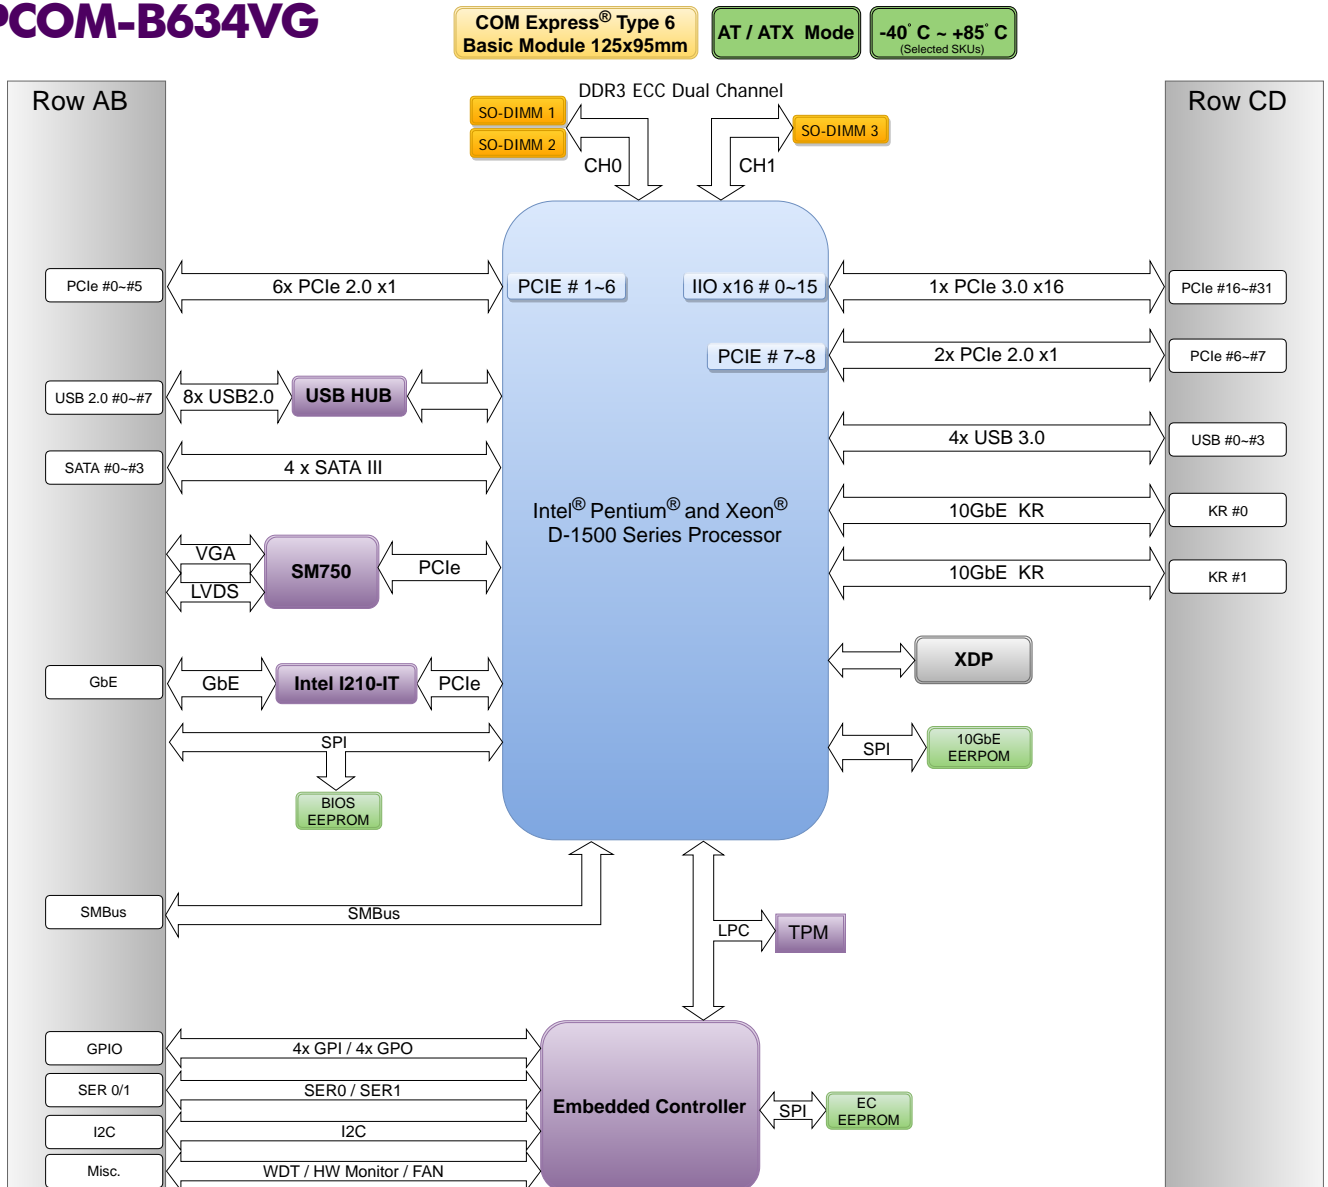 PCOM-B634VG
COM Express® Type 6
Basic Module 125x95mm
AT / ATX Mode
-40° C ~ +85° C
(Selected SKUs)
Row AB
Row CD
DDR3 ECC Dual Channel
SO-DIMM 1
SO-DIMM 2
SO-DIMM 3
CH0
CH1
PCIe #0~#5
6x PCIe 2.0 x1
PCIE # 1~6
IIO x16 # 0~15
1x PCIe 3.0 x16
PCIe #16~#31
PCIE # 7~8
2x PCIe 2.0 x1
PCIe #6~#7
USB 2.0 #0~#7
8x USB2.0
USB HUB
4x USB 3.0
USB #0~#3
SATA #0~#3
4 x SATA III
Intel® Pentium® and Xeon®
D-1500 Series Processor
10GbE KR
KR #0
VGA
LVDS
SM750
PCIe
10GbE KR
KR #1
XDP
GbE
GbE
Intel I210-IT
PCIe
SPI
BIOS
EEPROM
SPI
10GbE
EERPOM
SMBus
SMBus
LPC
TPM
GPIO
4x GPI / 4x GPO
SER 0/1
SER0 / SER1
Embedded Controller
SPI
EC
EEPROM
I2C
I2C
Misc.
WDT / HW Monitor / FAN